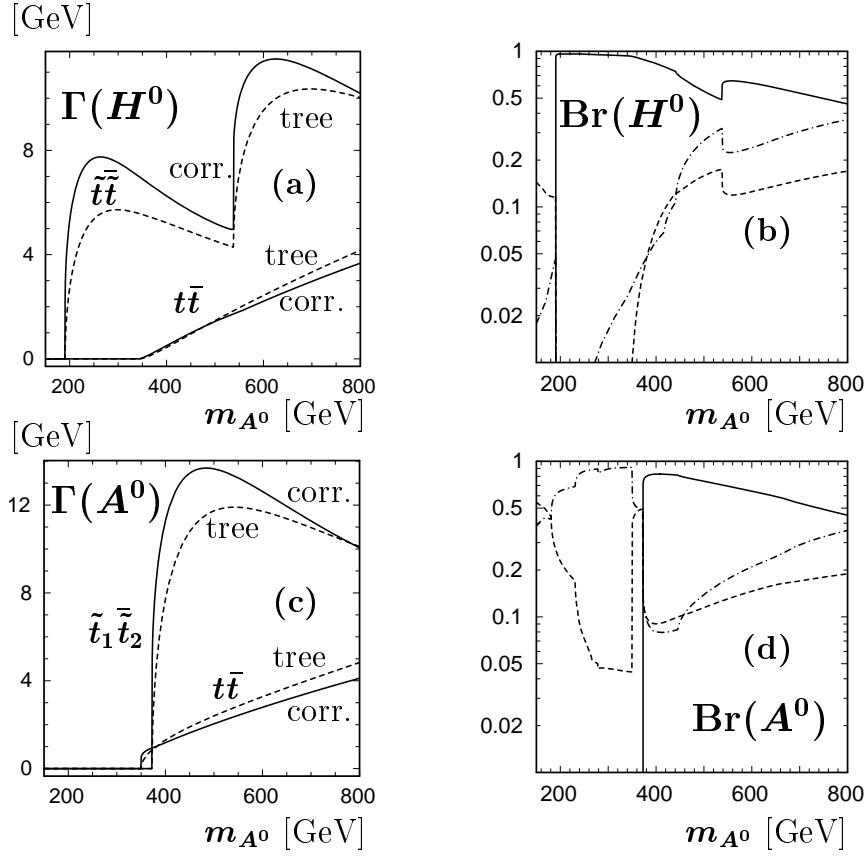 [GeV]
Γ(H⁰)
t̃t̃̄
corr.
tree
(a)
tree
tt̄
corr.
8
4
0
200 400 600 800
m_A⁰ [GeV]
1
0.5
0.2
0.1
0.05
0.02
Br(H⁰)
(b)
200 400 600 800
m_A⁰ [GeV]
[GeV]
Γ(A⁰)
corr.
tree
(c)
t̃₁t̃̄₂
tree
tt̄
corr.
12
8
4
0
200 400 600 800
m_A⁰ [GeV]
1
0.5
0.2
0.1
0.05
0.02
(d)
Br(A⁰)
200 400 600 800
m_A⁰ [GeV]